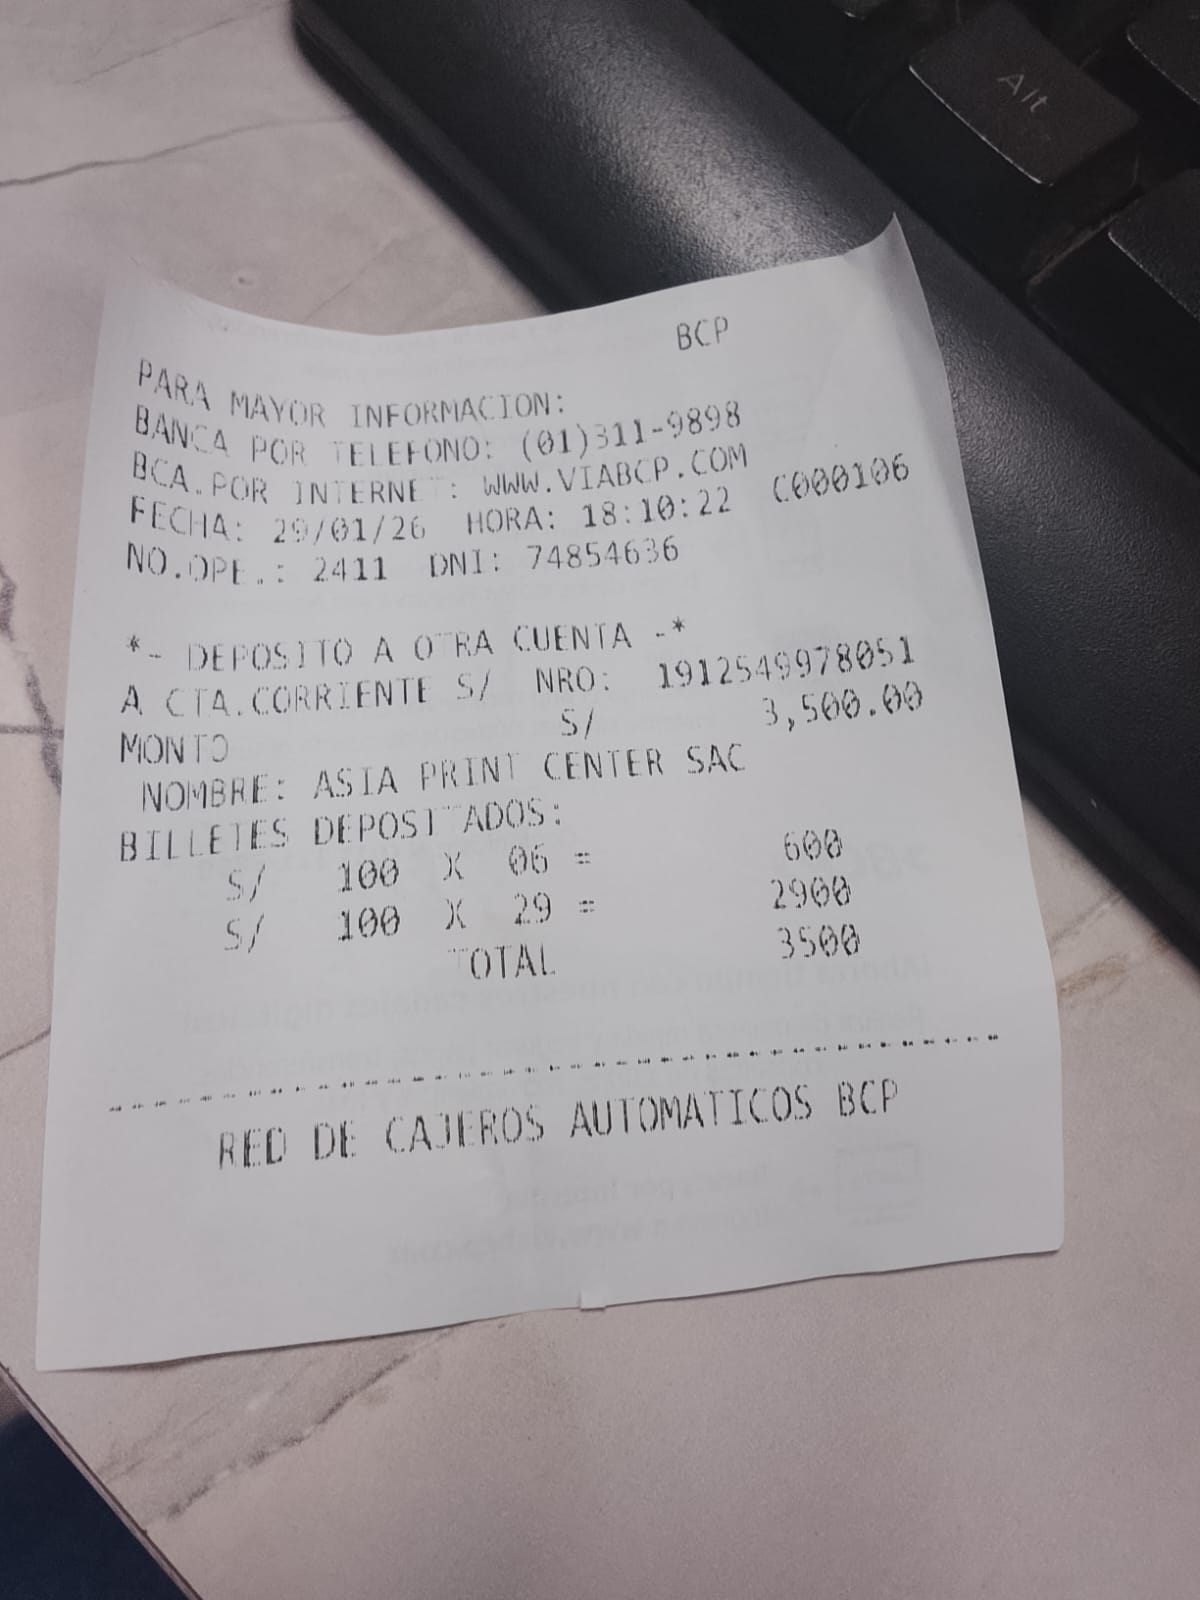 Alt
BCP
PARA MAYOR INFORMACION:
BANCA POR TELEFONO: (01)311-9898
BCA.POR INTERNET: WWW.VIABCP.COM
FECHA: 29/01/26 HORA: 18:10:22 C000106
NO.OPE.: 2411 DNI: 74854636
*- DEPOSITO A OTRA CUENTA -*
A CTA.CORRIENTE S/ NRO: 1912549978051
MONTO S/ 3,500.00
NOMBRE: ASIA PRINT CENTER SAC
BILLETES DEPOSITADOS:
S/ 100 X 06 = 600
S/ 100 X 29 = 2900
TOTAL 3500
RED DE CAJEROS AUTOMATICOS BCP